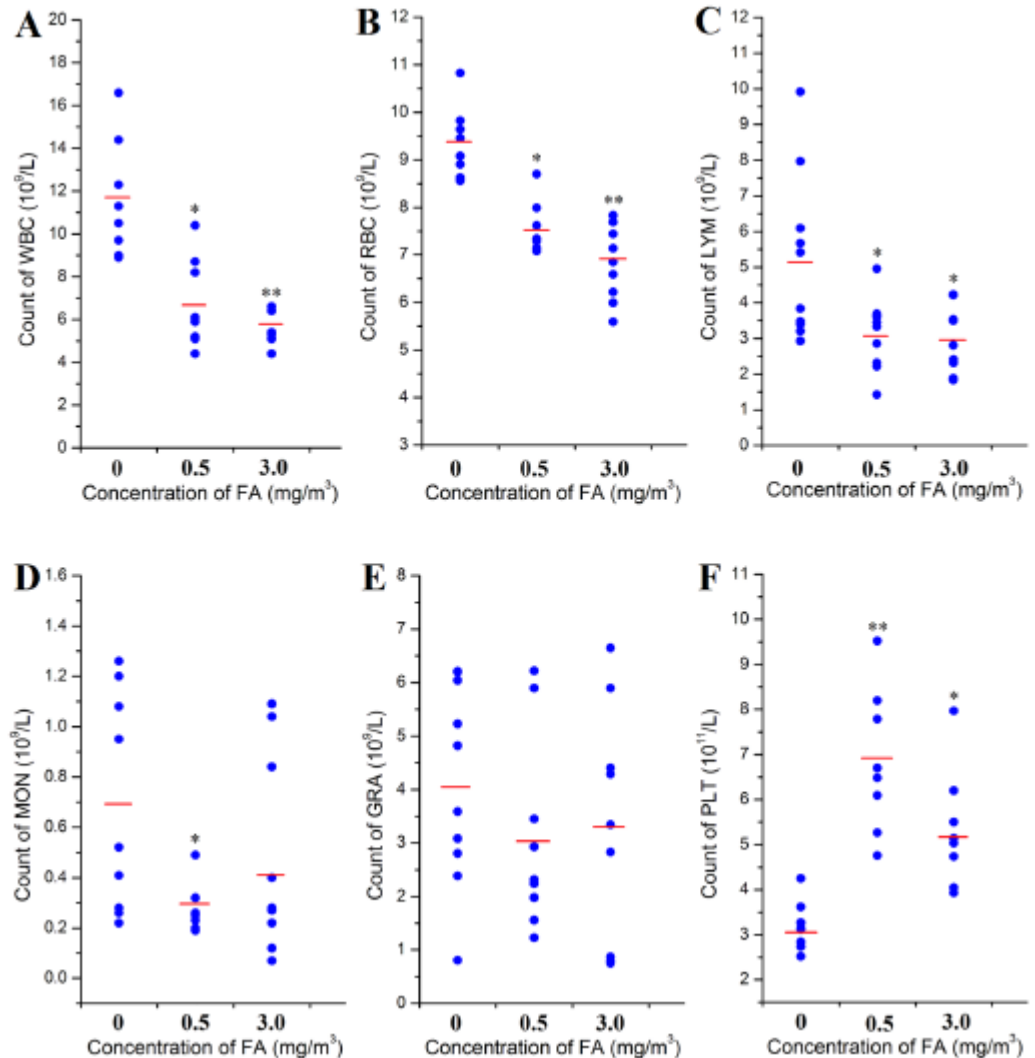 A
Count of WBC (10⁹/L)
20
18
16
14
12
10
8
6
4
2
0
*
**
0 0.5 3.0
Concentration of FA (mg/m³)
B
Count of RBC (10⁹/L)
12
11
10
9
8
7
6
5
4
3
*
**
0 0.5 3.0
Concentration of FA (mg/m³)
C
Count of LYM (10⁹/L)
12
11
10
9
8
7
6
5
4
3
2
1
0
*
*
0 0.5 3.0
Concentration of FA (mg/m³)
D
Count of MON (10⁹/L)
1.6
1.4
1.2
1.0
0.8
0.6
0.4
0.2
0.0
*
0 0.5 3.0
Concentration of FA (mg/m³)
E
Count of GRA (10⁹/L)
8
7
6
5
4
3
2
1
0
0 0.5 3.0
Concentration of FA (mg/m³)
F
Count of PLT (10¹¹/L)
11
10
9
8
7
6
5
4
3
2
**
*
0 0.5 3.0
Concentration of FA (mg/m³)